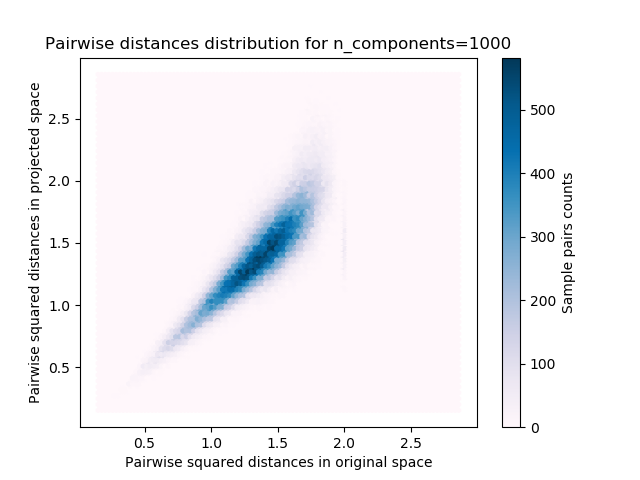 Pairwise distances distribution for n_components=1000
Pairwise squared distances in projected space
2.5
2.0
1.5
1.0
0.5
0.5 1.0 1.5 2.0 2.5
Pairwise squared distances in original space
500
400
300
200
100
0
Sample pairs counts